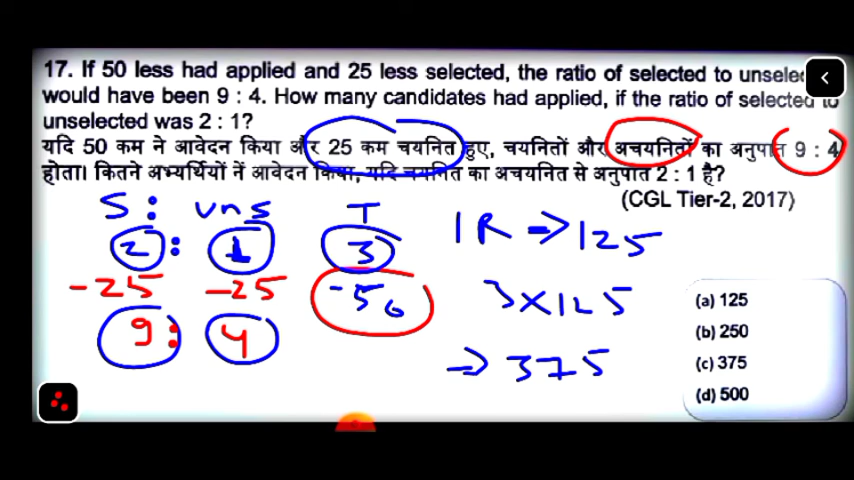 17. If 50 less had applied and 25 less selected, the ratio of selected to unselec
would have been 9 : 4. How many candidates had applied, if the ratio of selected to
unselected was 2 : 1?
यदि 50 कम ने आवेदन किया और 25 कम चयनित हुए, चयनितों और अचयनितों का अनुपात 9 : 4
होता। कितने अभ्यर्थियों नें आवेदन किया, यदि चयनित का अचयनित से अनुपात 2 : 1 है?
(CGL Tier-2, 2017)
S : uns T
2 : 1 3
-25 -25 -50
9 : 4
1R => 125
3 x 125
=> 375
(a) 125
(b) 250
(c) 375
(d) 500